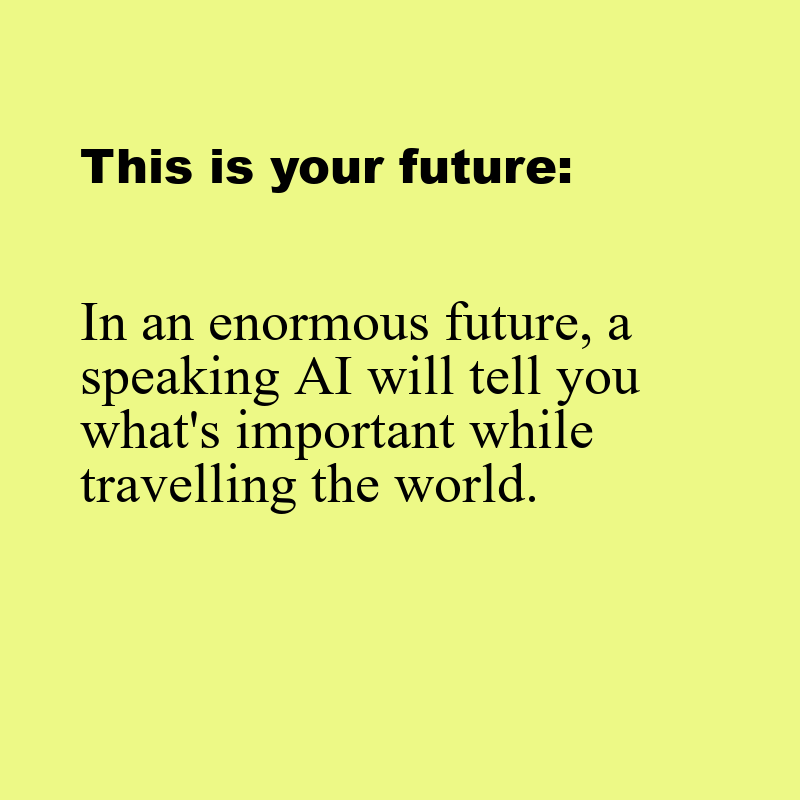 This is your future:
In an enormous future, a
speaking AI will tell you
what's important while
travelling the world.